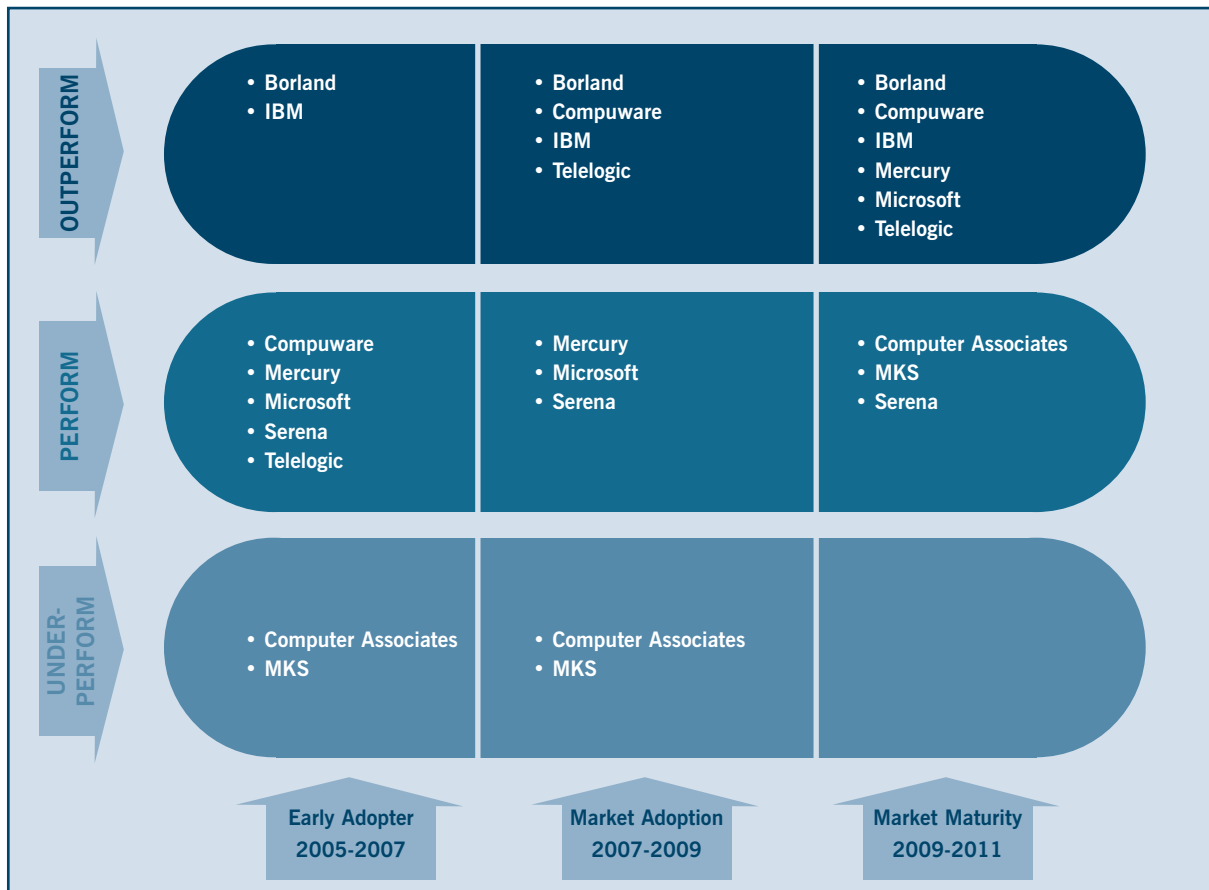 OUTPERFORM
• Borland
• IBM
• Borland
• Compuware
• IBM
• Telelogic
• Borland
• Compuware
• IBM
• Mercury
• Microsoft
• Telelogic
PERFORM
• Compuware
• Mercury
• Microsoft
• Serena
• Telelogic
• Mercury
• Microsoft
• Serena
• Computer Associates
• MKS
• Serena
UNDER-
PERFORM
• Computer Associates
• MKS
• Computer Associates
• MKS
Early Adopter
2005-2007
Market Adoption
2007-2009
Market Maturity
2009-2011